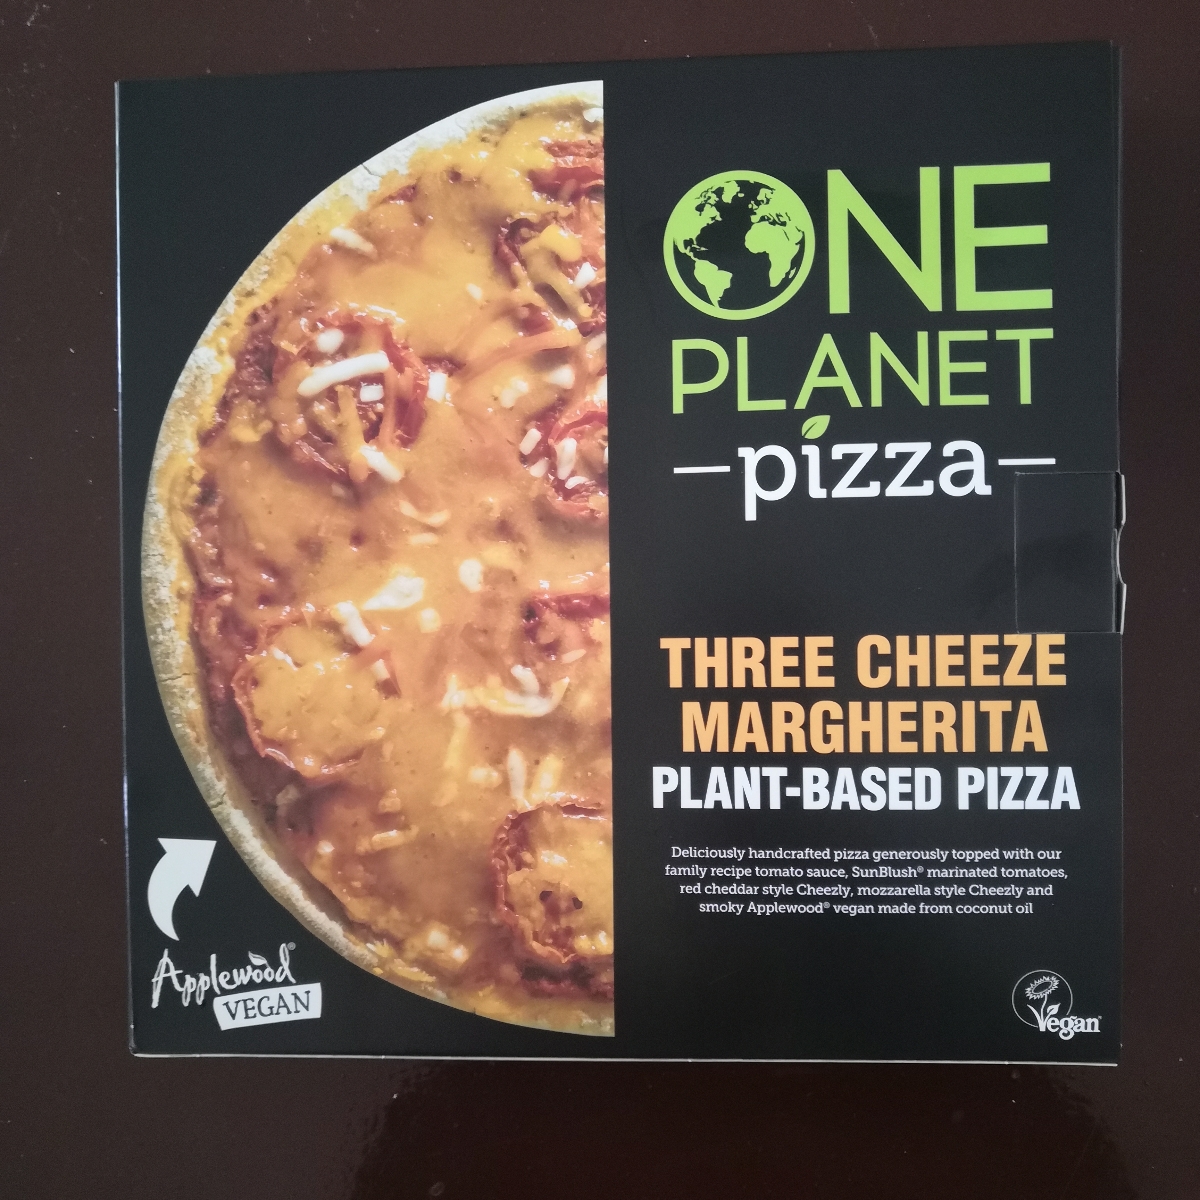 ONE
PLANET
pizza
THREE CHEEZE
MARGHERITA
PLANT-BASED PIZZA
Deliciously handcrafted pizza generously topped with our
family recipe tomato sauce, SunBlush® marinated tomatoes,
red cheddar style Cheezly, mozzarella style Cheezly and
smoky Applewood® vegan made from coconut oil
Applewood®
VEGAN
Vegan™